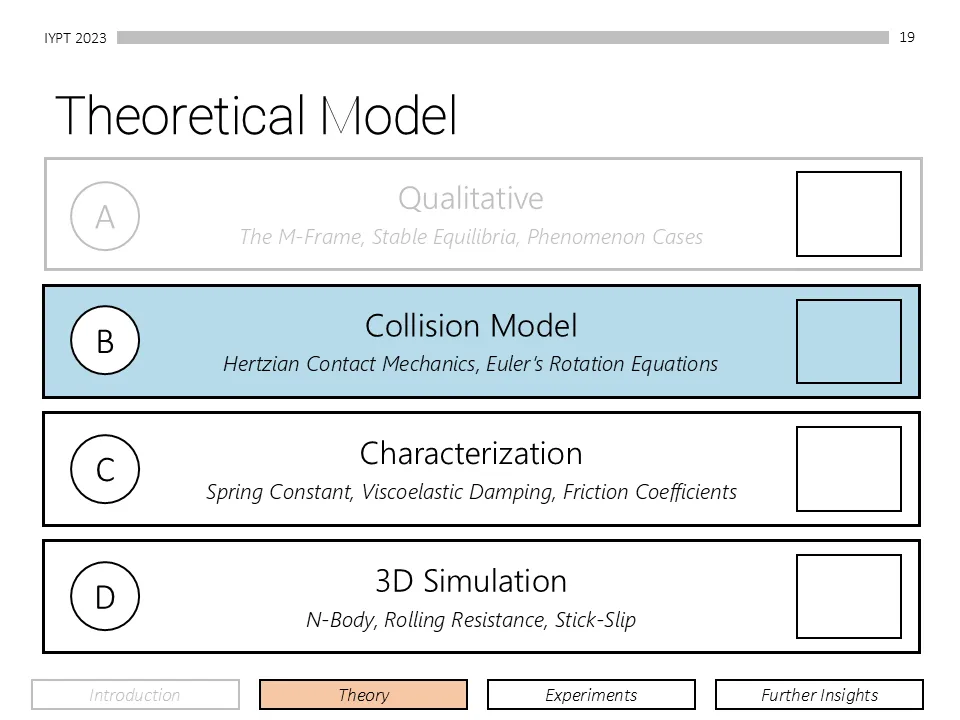 IYPT 2023
19
Theoretical Model
A
Qualitative
The M-Frame, Stable Equilibria, Phenomenon Cases
B
Collision Model
Hertzian Contact Mechanics, Euler's Rotation Equations
C
Characterization
Spring Constant, Viscoelastic Damping, Friction Coefficients
D
3D Simulation
N-Body, Rolling Resistance, Stick-Slip
Introduction
Theory
Experiments
Further Insights